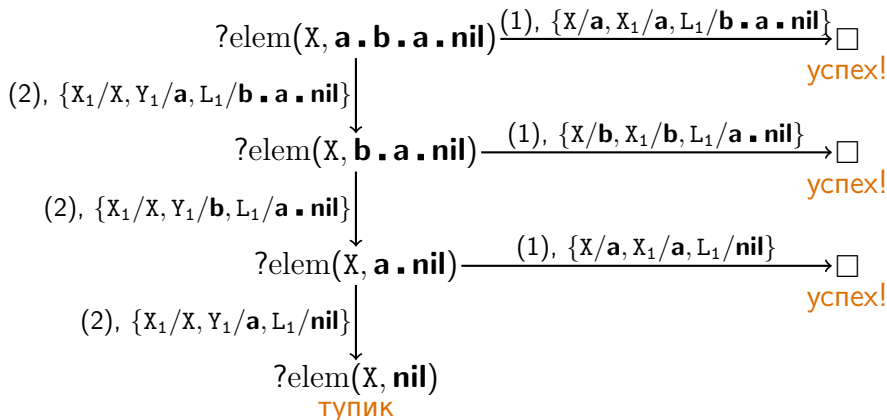 ?elem(X, a.b.a.nil) (1), {X/a, X₁/a, L₁/b.a.nil} □
успех!
(2), {X₁/X, Y₁/a, L₁/b.a.nil}
?elem(X, b.a.nil) (1), {X/b, X₁/b, L₁/a.nil} □
успех!
(2), {X₁/X, Y₁/b, L₁/a.nil}
?elem(X, a.nil) (1), {X/a, X₁/a, L₁/nil} □
успех!
(2), {X₁/X, Y₁/a, L₁/nil}
?elem(X, nil)
тупик